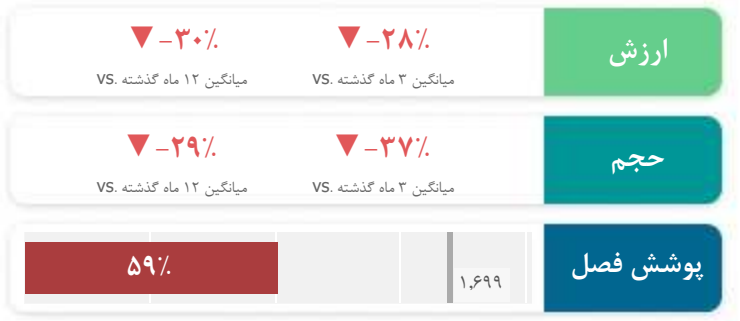 ارزش
▼ -۲۸٪
▼ -۳۰٪
میانگین ۳ ماه گذشته .VS
میانگین ۱۲ ماه گذشته .VS
حجم
▼ -۳۷٪
▼ -۲۹٪
میانگین ۳ ماه گذشته .VS
میانگین ۱۲ ماه گذشته .VS
پوشش فصل
۵۹٪
۱,۶۹۹